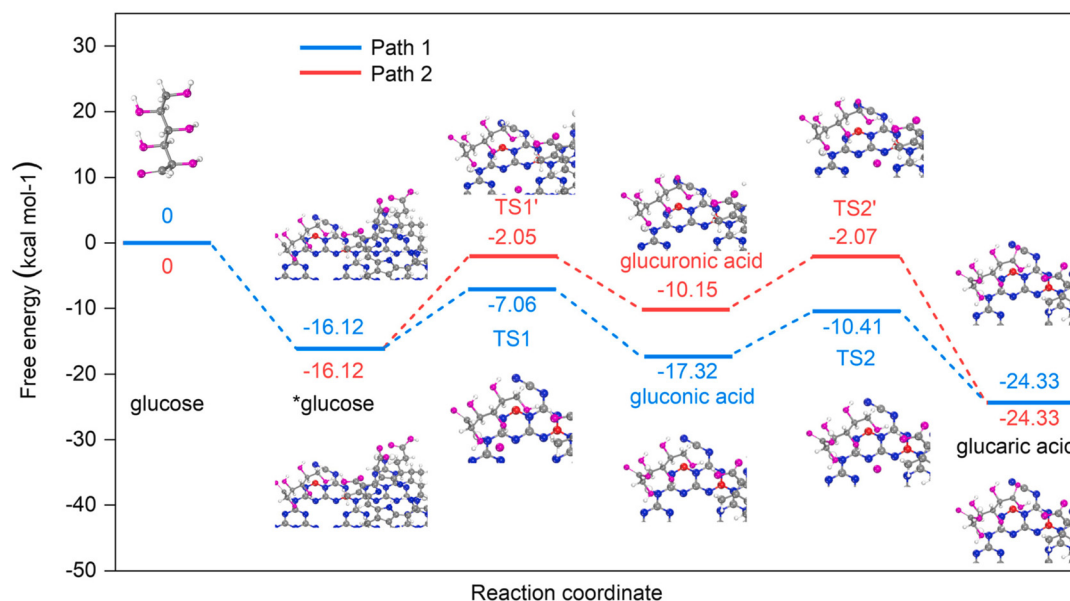 Path 1
Path 2
Free energy (kcal mol-1)
30
20
10
0
-10
-20
-30
-40
-50
0
0
glucose
-16.12
-16.12
*glucose
TS1'
-2.05
-7.06
TS1
glucuronic acid
-10.15
-17.32
gluconic acid
TS2'
-2.07
-10.41
TS2
-24.33
-24.33
glucaric acid
Reaction coordinate